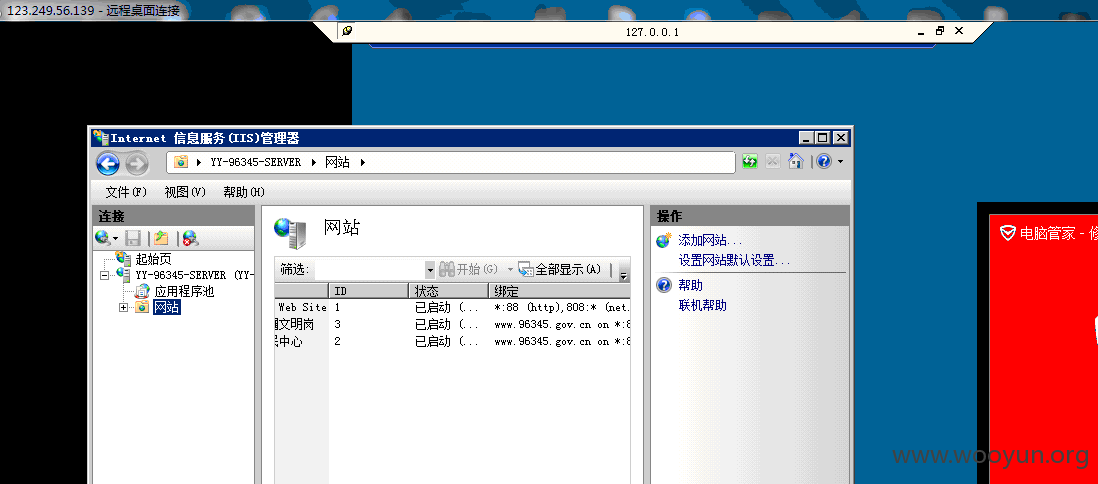 123.249.56.139 - 远程桌面连接
127.0.0.1
Internet 信息服务(IIS)管理器
YY-96345-SERVER 网站
文件(F) 视图(V) 帮助(H)
连接
起始页
YY-96345-SERVER (YY-
应用程序池
网站
网站
筛选: 开始(G) 全部显示(A)
ID 状态 绑定
Web Site 1 已启动 (... *:88 (http),808:* (net.
文明岗 3 已启动 (... www.96345.gov.cn on *:8
中心 2 已启动 (... www.96345.gov.cn on *:8
操作
添加网站...
设置网站默认设置...
帮助
联机帮助
电脑管家 - 修
www.wooyun.org